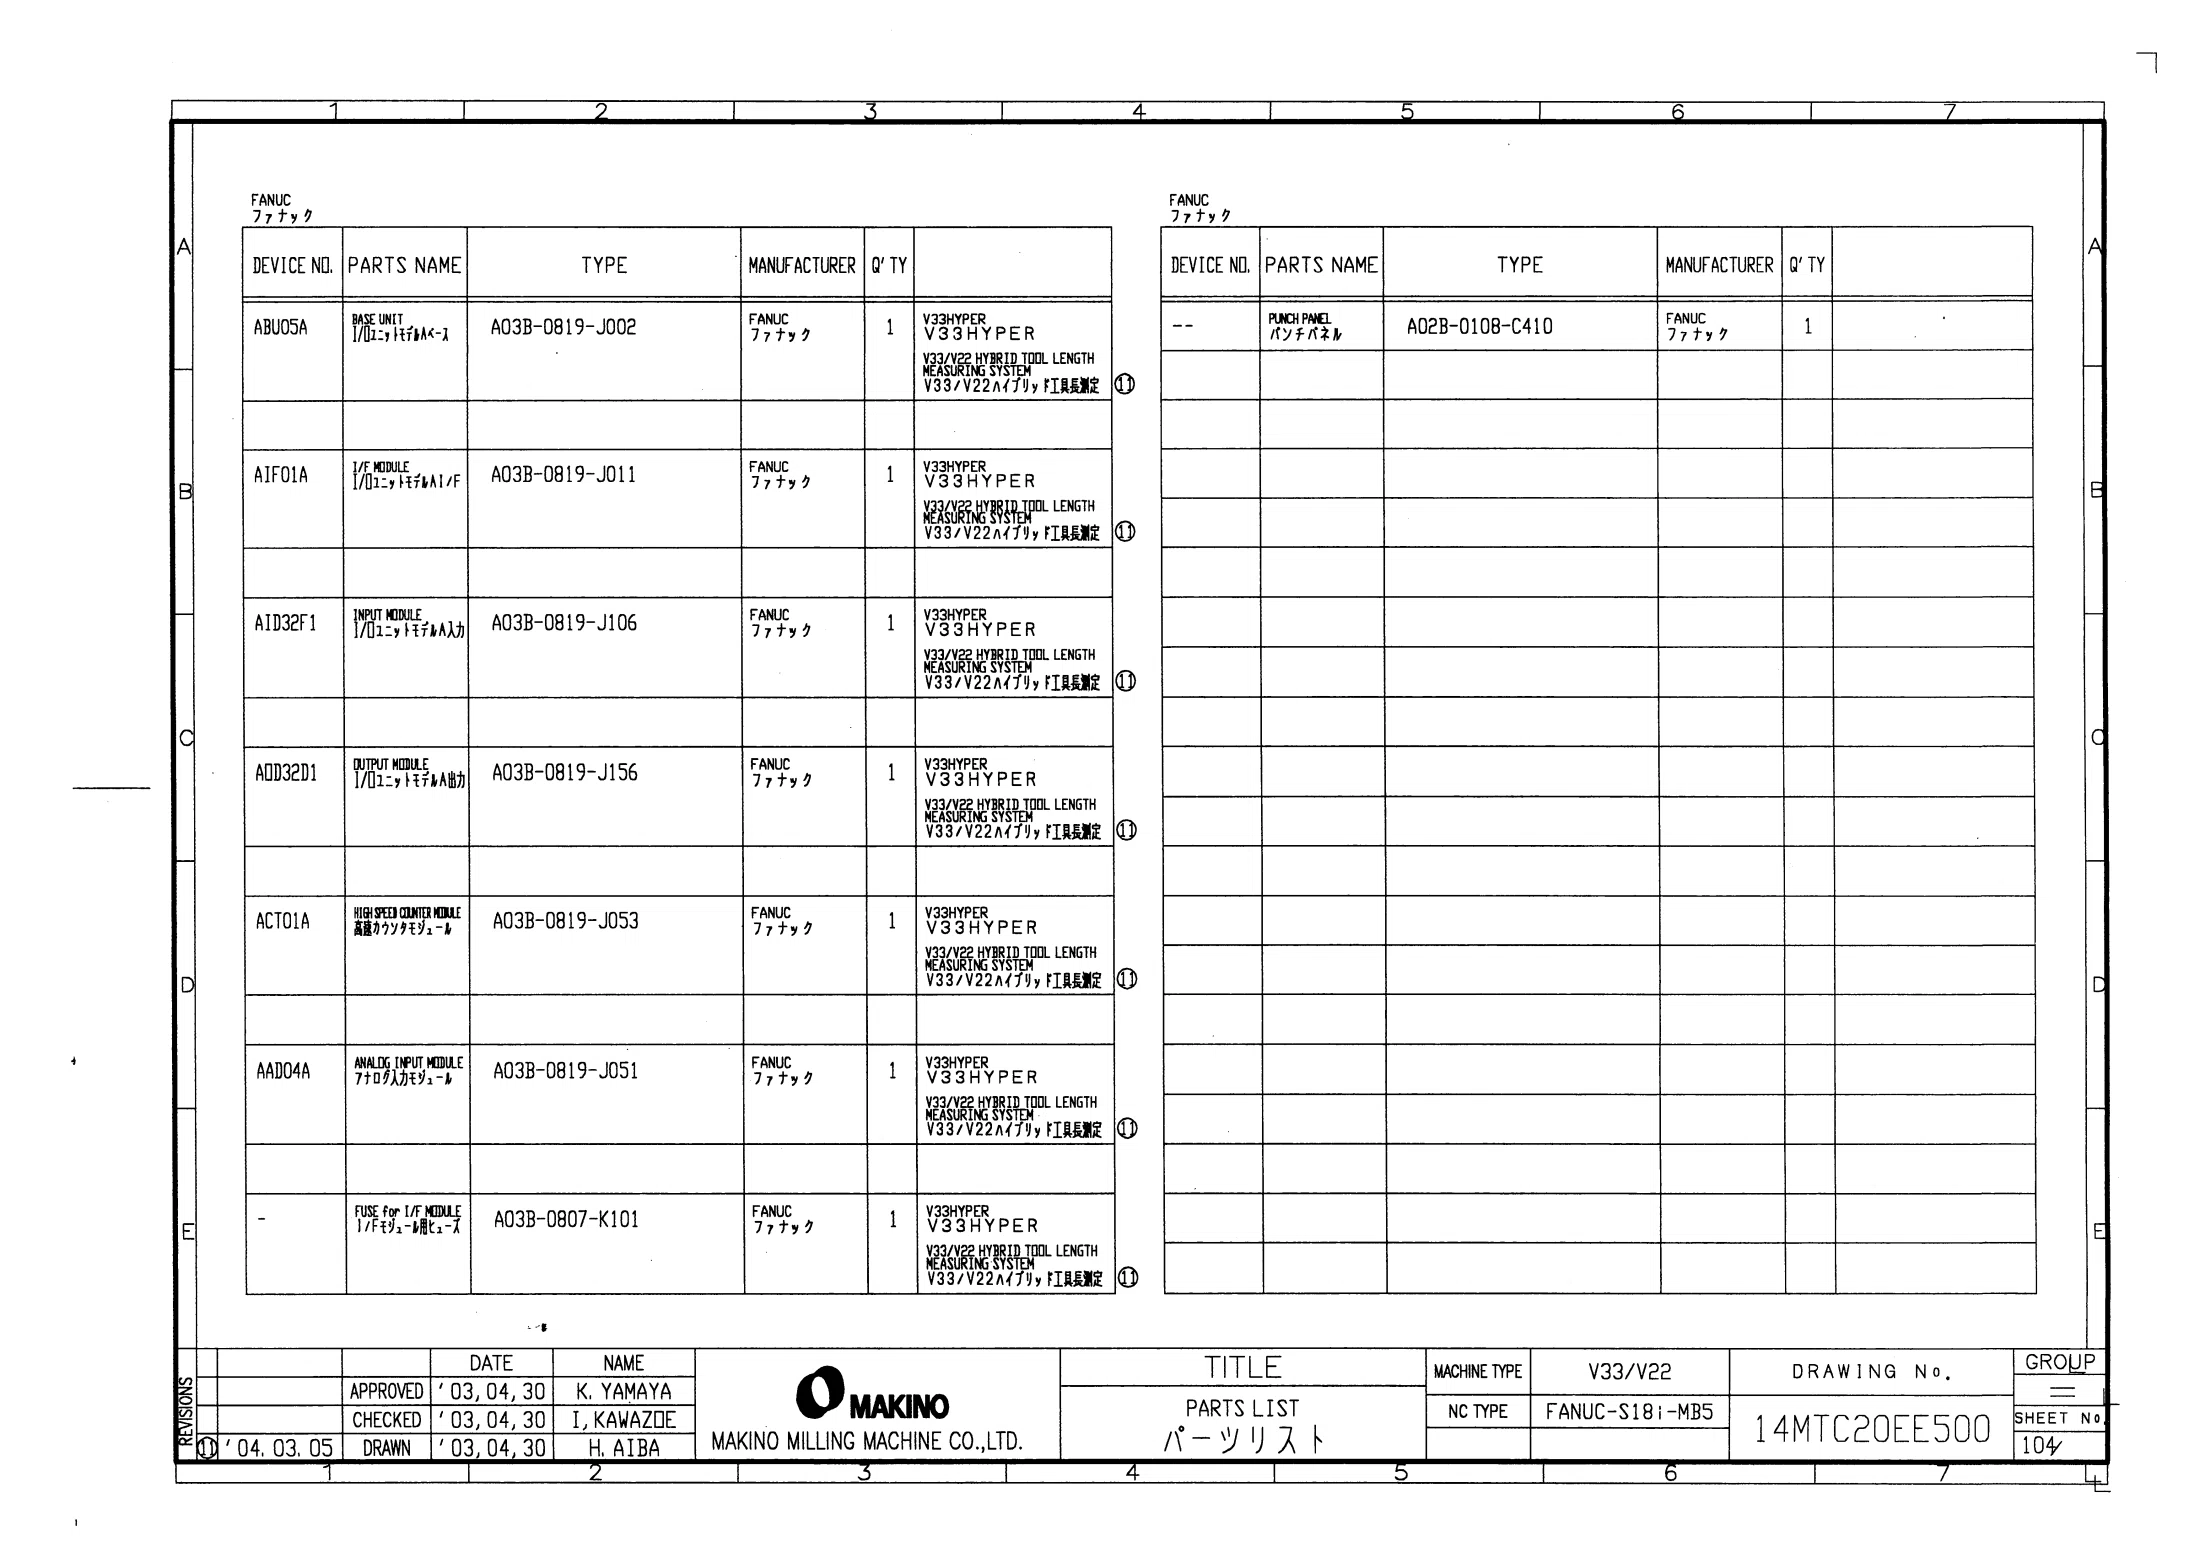 1 2 3 4 5 6 7
A
B
C
D
E
FANUC
ファナック
DEVICE NO. PARTS NAME TYPE MANUFACTURER Q'TY
ABU05A BASE UNIT A03B-0819-J002 FANUC 1 V33HYPER
I/OユニットモデルAベース ファナック V33HYPER
V33/V22 HYBRID TOOL LENGTH
MEASURING SYSTEM
V33/V22ハイブリッド工具長測定 ⑪
AIF01A I/F MODULE A03B-0819-J011 FANUC 1 V33HYPER
I/OユニットモデルAI/F ファナック V33HYPER
V33/V22 HYBRID TOOL LENGTH
MEASURING SYSTEM
V33/V22ハイブリッド工具長測定 ⑪
AID32F1 INPUT MODULE A03B-0819-J106 FANUC 1 V33HYPER
I/OユニットモデルA入力 ファナック V33HYPER
V33/V22 HYBRID TOOL LENGTH
MEASURING SYSTEM
V33/V22ハイブリッド工具長測定 ⑪
AOD32D1 OUTPUT MODULE A03B-0819-J156 FANUC 1 V33HYPER
I/OユニットモデルA出力 ファナック V33HYPER
V33/V22 HYBRID TOOL LENGTH
MEASURING SYSTEM
V33/V22ハイブリッド工具長測定 ⑪
ACT01A HIGH SPEED COUNTER MODULE A03B-0819-J053 FANUC 1 V33HYPER
高速カウンタモジュール ファナック V33HYPER
V33/V22 HYBRID TOOL LENGTH
MEASURING SYSTEM
V33/V22ハイブリッド工具長測定 ⑪
AAD04A ANALOG INPUT MODULE A03B-0819-J051 FANUC 1 V33HYPER
アナログ入力モジュール ファナック V33HYPER
V33/V22 HYBRID TOOL LENGTH
MEASURING SYSTEM
V33/V22ハイブリッド工具長測定 ⑪
- FUSE for I/F MODULE A03B-0807-K101 FANUC 1 V33HYPER
I/Fモジュール用ヒューズ ファナック V33HYPER
V33/V22 HYBRID TOOL LENGTH
MEASURING SYSTEM
V33/V22ハイブリッド工具長測定 ⑪
FANUC
ファナック
DEVICE NO. PARTS NAME TYPE MANUFACTURER Q'TY
-- PUNCH PANEL A02B-0108-C410 FANUC 1
パンチパネル ファナック
A
B
C
D
E
REVISIONS
⑪ '04.03.05
DATE NAME
APPROVED '03,04,30 K. YAMAYA
CHECKED '03,04,30 I, KAWAZOE
DRAWN '03,04,30 H. AIBA
MAKINO
MAKINO MILLING MACHINE CO.,LTD.
TITLE
PARTS LIST
パーツリスト
MACHINE TYPE V33/V22
NC TYPE FANUC-S18i-MB5
DRAWING No.
14MTC20EE500
GROUP
=
SHEET No.
104/
1 2 3 4 5 6 7